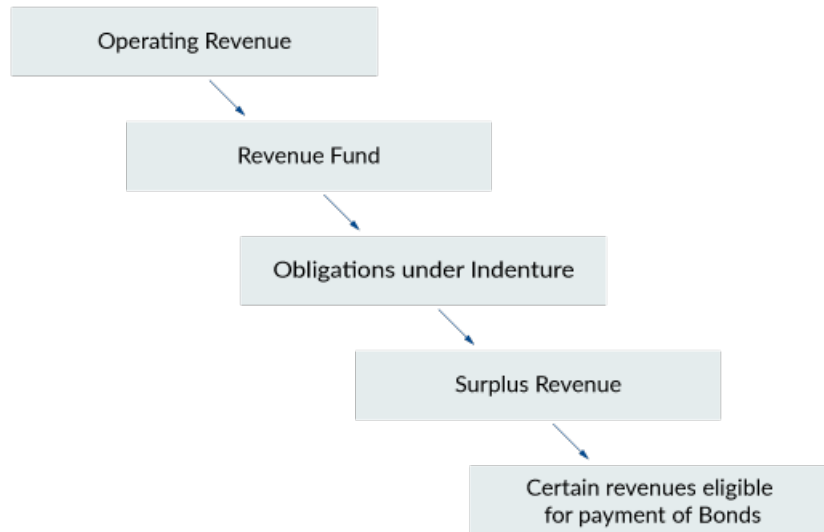 Operating Revenue
Revenue Fund
Obligations under Indenture
Surplus Revenue
Certain revenues eligible
for payment of Bonds